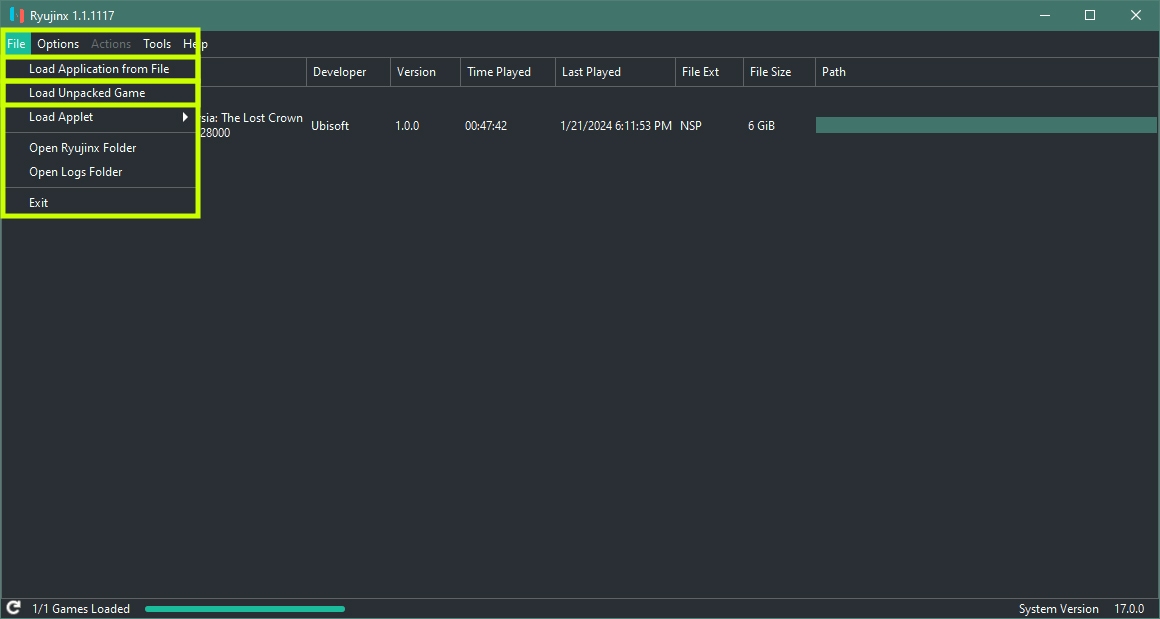 Ryujinx 1.1.1117
File Options Actions Tools Help
Load Application from File
Load Unpacked Game
Load Applet
Open Ryujinx Folder
Open Logs Folder
Exit
Developer Version Time Played Last Played File Ext File Size Path
sia: The Lost Crown
28000
Ubisoft 1.0.0 00:47:42 1/21/2024 6:11:53 PM NSP 6 GiB
1/1 Games Loaded System Version 17.0.0